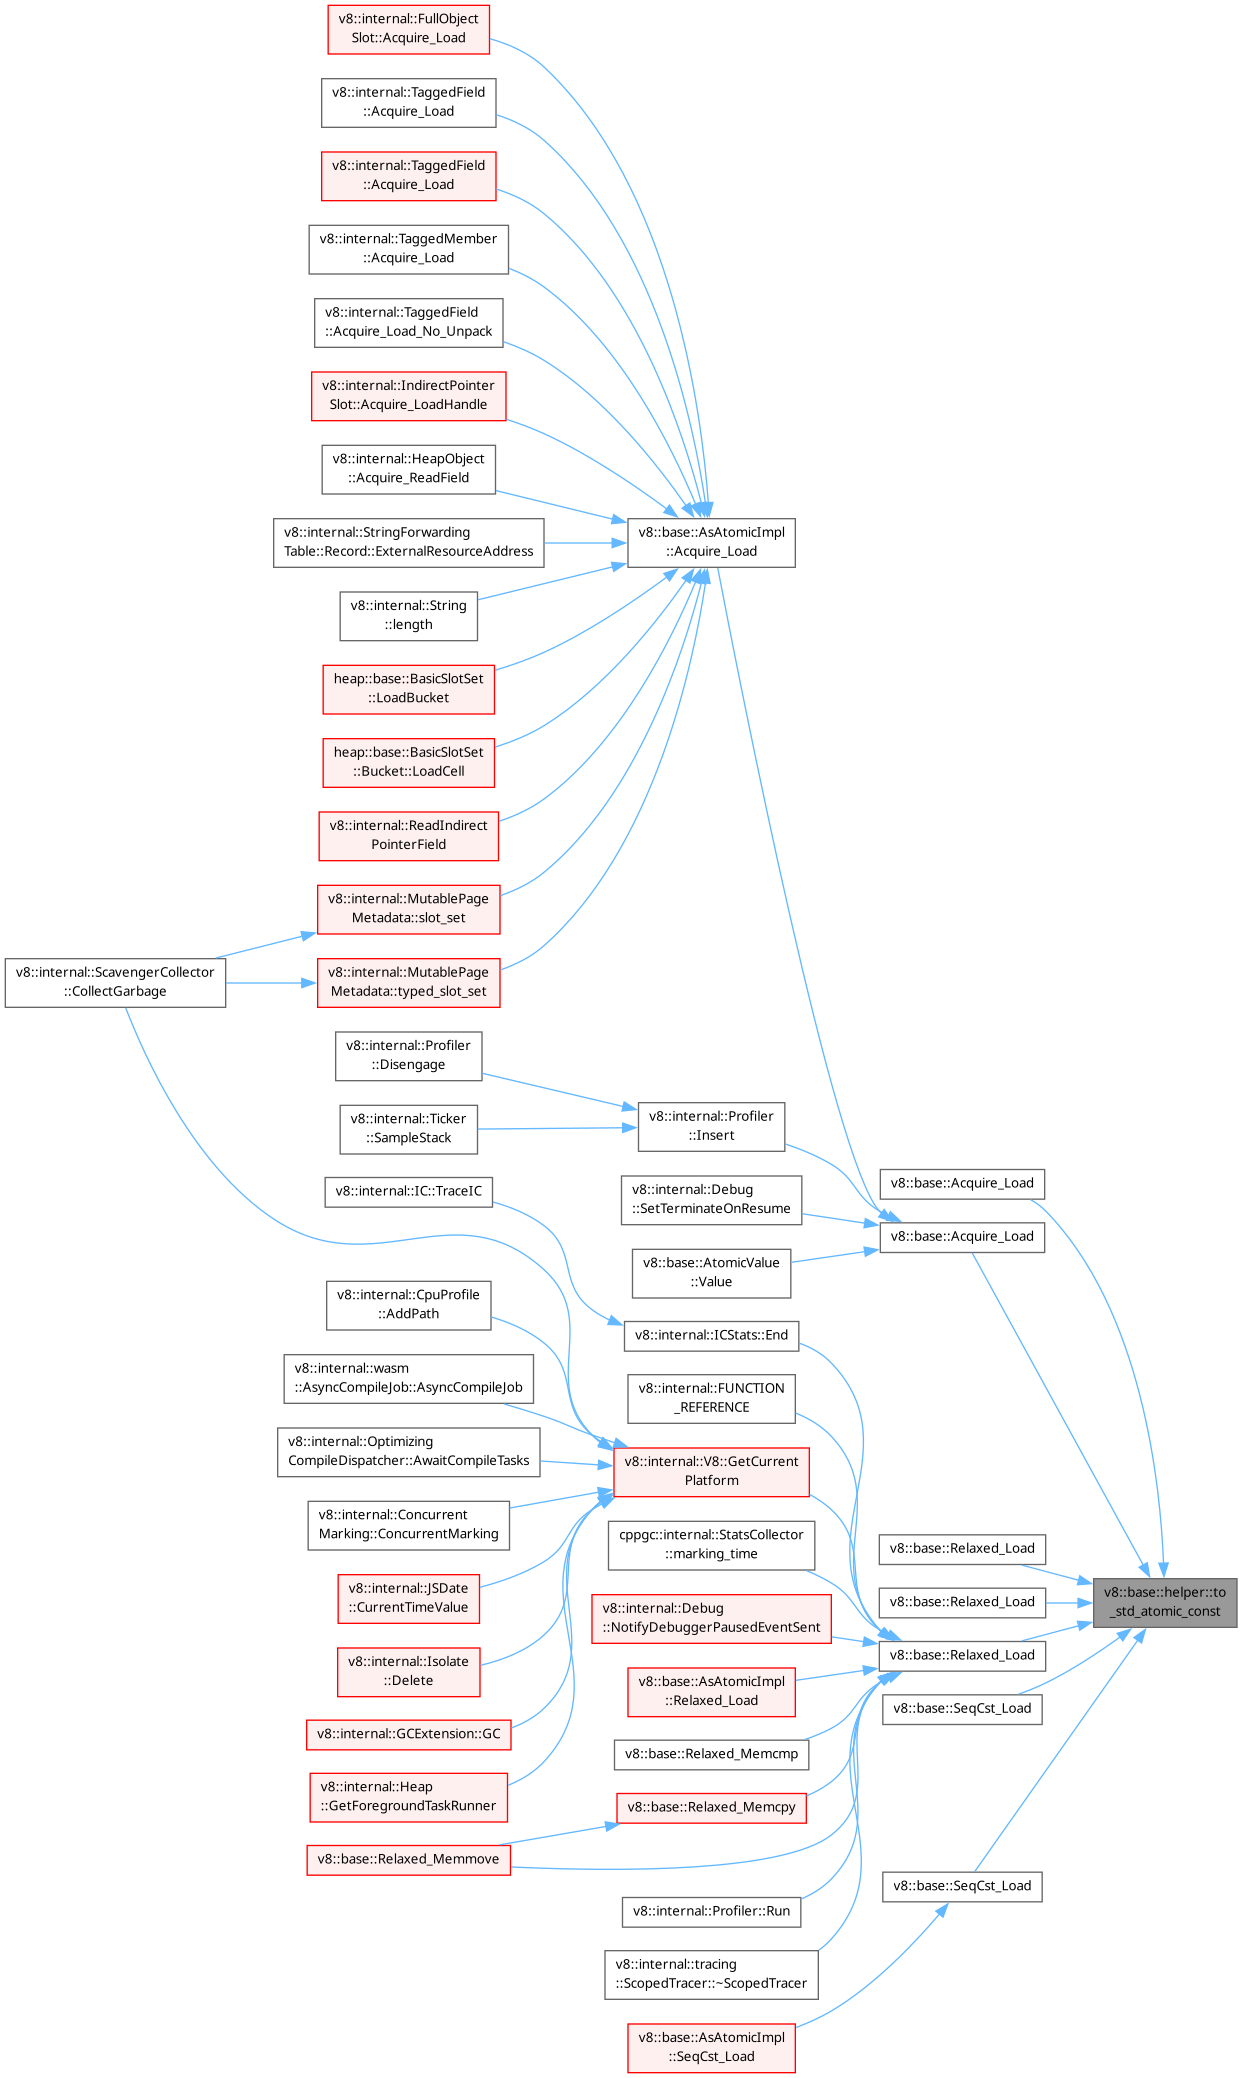 v8::internal::FullObject
Slot::Acquire_Load
v8::internal::TaggedField
::Acquire_Load
v8::internal::TaggedField
::Acquire_Load
v8::internal::TaggedMember
::Acquire_Load
v8::internal::TaggedField
::Acquire_Load_No_Unpack
v8::internal::IndirectPointer
Slot::Acquire_LoadHandle
v8::internal::HeapObject
::Acquire_ReadField
v8::internal::StringForwarding
Table::Record::ExternalResourceAddress
v8::base::AsAtomicImpl
::Acquire_Load
v8::internal::String
::length
heap::base::BasicSlotSet
::LoadBucket
heap::base::BasicSlotSet
::Bucket::LoadCell
v8::internal::ReadIndirect
PointerField
v8::internal::MutablePage
Metadata::slot_set
v8::internal::ScavengerCollector
::CollectGarbage
v8::internal::MutablePage
Metadata::typed_slot_set
v8::internal::Profiler
::Disengage
v8::internal::Ticker
::SampleStack
v8::internal::Profiler
::Insert
v8::internal::IC::TraceIC
v8::internal::Debug
::SetTerminateOnResume
v8::base::Acquire_Load
v8::base::Acquire_Load
v8::base::AtomicValue
::Value
v8::internal::CpuProfile
::AddPath
v8::internal::ICStats::End
v8::internal::wasm
::AsyncCompileJob::AsyncCompileJob
v8::internal::FUNCTION
_REFERENCE
v8::internal::Optimizing
CompileDispatcher::AwaitCompileTasks
v8::internal::V8::GetCurrent
Platform
v8::internal::Concurrent
Marking::ConcurrentMarking
cppgc::internal::StatsCollector
::marking_time
v8::base::Relaxed_Load
v8::internal::JSDate
::CurrentTimeValue
v8::internal::Debug
::NotifyDebuggerPausedEventSent
v8::base::Relaxed_Load
v8::base::helper::to
_std_atomic_const
v8::internal::Isolate
::Delete
v8::base::AsAtomicImpl
::Relaxed_Load
v8::base::Relaxed_Load
v8::base::SeqCst_Load
v8::internal::GCExtension::GC
v8::base::Relaxed_Memcmp
v8::internal::Heap
::GetForegroundTaskRunner
v8::base::Relaxed_Memcpy
v8::base::Relaxed_Memmove
v8::base::SeqCst_Load
v8::internal::Profiler::Run
v8::internal::tracing
::ScopedTracer::~ScopedTracer
v8::base::AsAtomicImpl
::SeqCst_Load